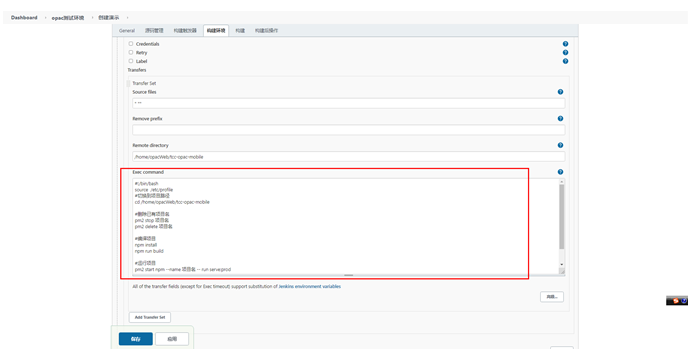 Dashboard › opac测试环境 › 创建演示 ›
General 源码管理 构建触发器 构建环境 构建 构建后操作
Credentials
Retry
Label
Transfers
Transfer Set
Source files
Remove prefix
Remote directory
/home/opacWeb/tcc-opac-mobile
Exec command
#!/bin/bash
source ./etc/profile
#切换到项目路径
cd /home/opacWeb/tcc-opac-mobile
#删除已有项目名
pm2 stop 项目名
pm2 delete 项目名
#编译项目
npm install
npm run build
#运行项目
pm2 start npm --name 项目名 -- run serve:prod
All of the transfer fields (except for Exec timeout) support substitution of Jenkins environment variables
高级...
Add Transfer Set
保存 应用